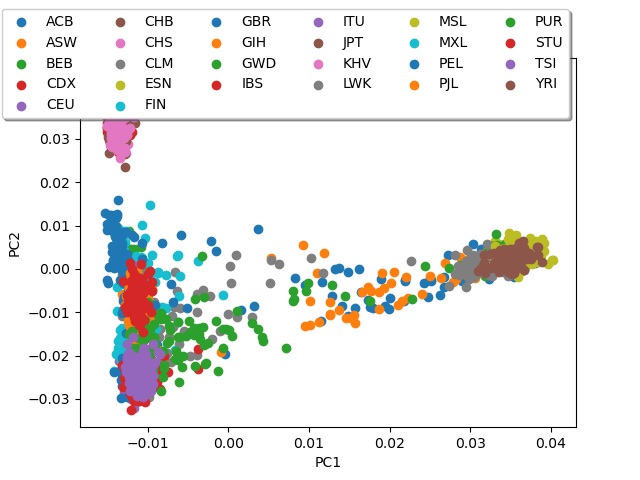 ACB CHB GBR ITU MSL PUR
ASW CHS GIH JPT MXL STU
BEB CLM GWD KHV PEL TSI
CDX ESN IBS LWK PJL YRI
CEU FIN
0.03
0.02
0.01
0.00
−0.01
−0.02
−0.03
PC2
−0.01 0.00 0.01 0.02 0.03 0.04
PC1